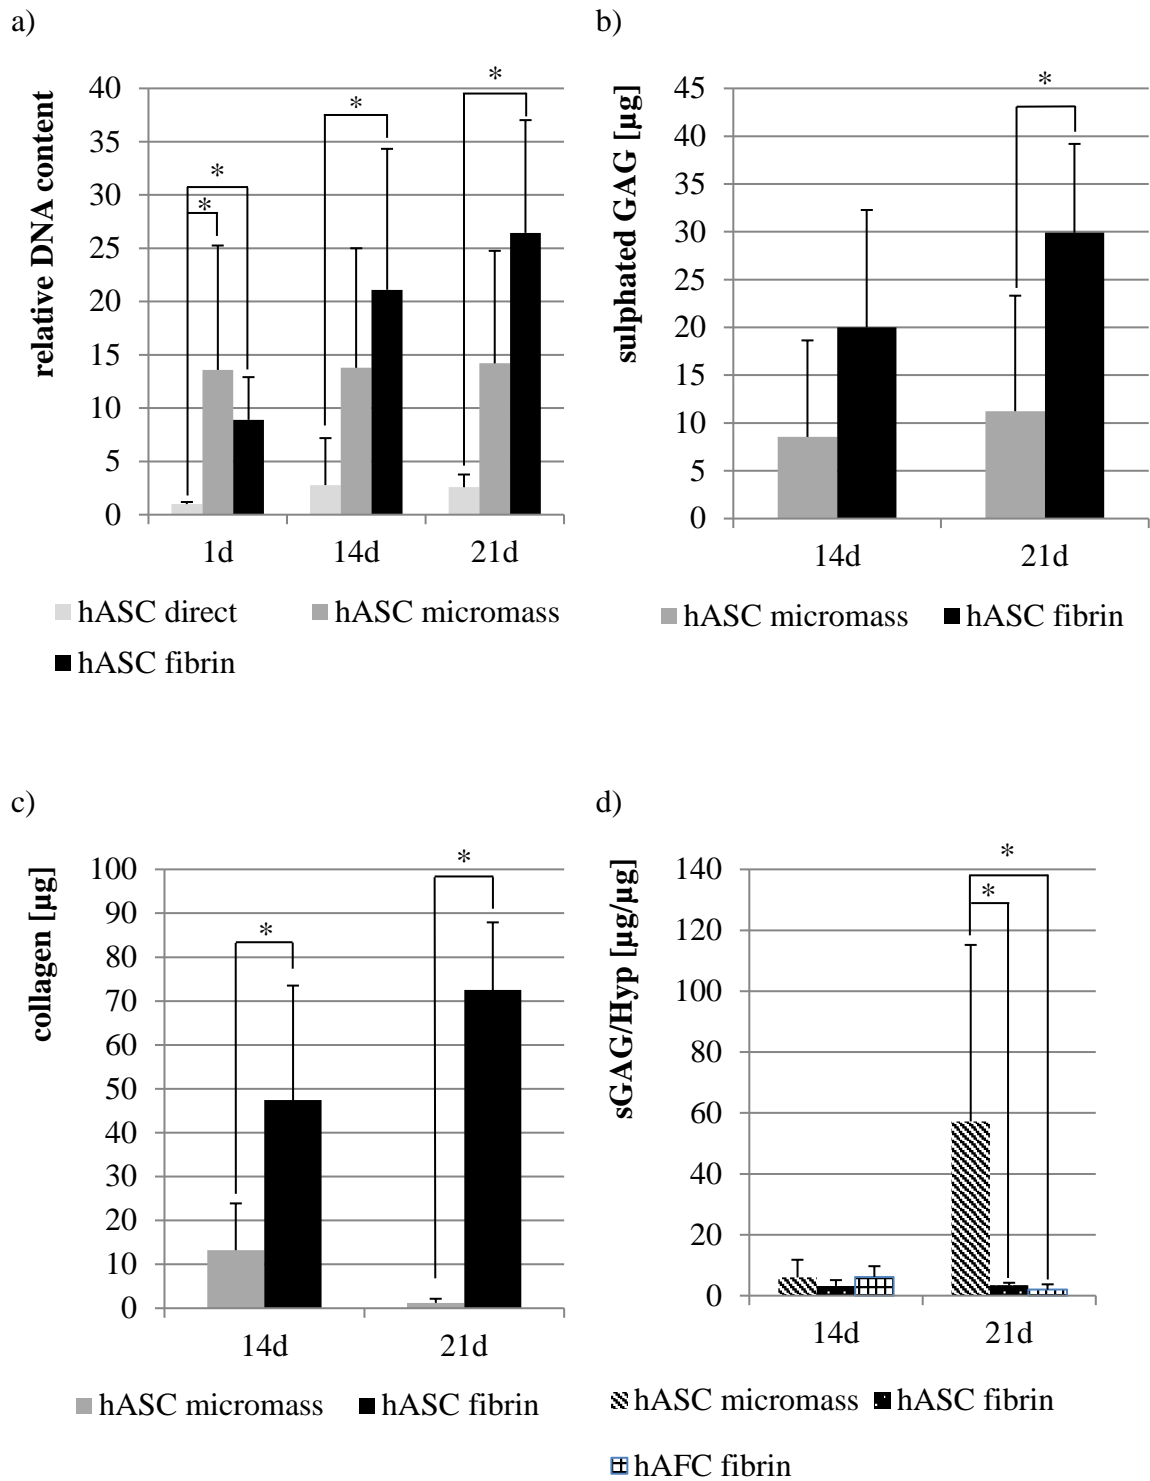 a)
relative DNA content
40
35
30
25
20
15
10
5
0
*
*
*
*
1d 14d 21d
hASC direct hASC micromass
hASC fibrin
b)
sulphated GAG [µg]
45
40
35
30
25
20
15
10
5
0
*
14d 21d
hASC micromass hASC fibrin
c)
collagen [µg]
100
90
80
70
60
50
40
30
20
10
0
*
*
14d 21d
hASC micromass hASC fibrin
d)
sGAG/Hyp [µg/µg]
140
120
100
80
60
40
20
0
*
*
14d 21d
hASC micromass hASC fibrin
hAFC fibrin